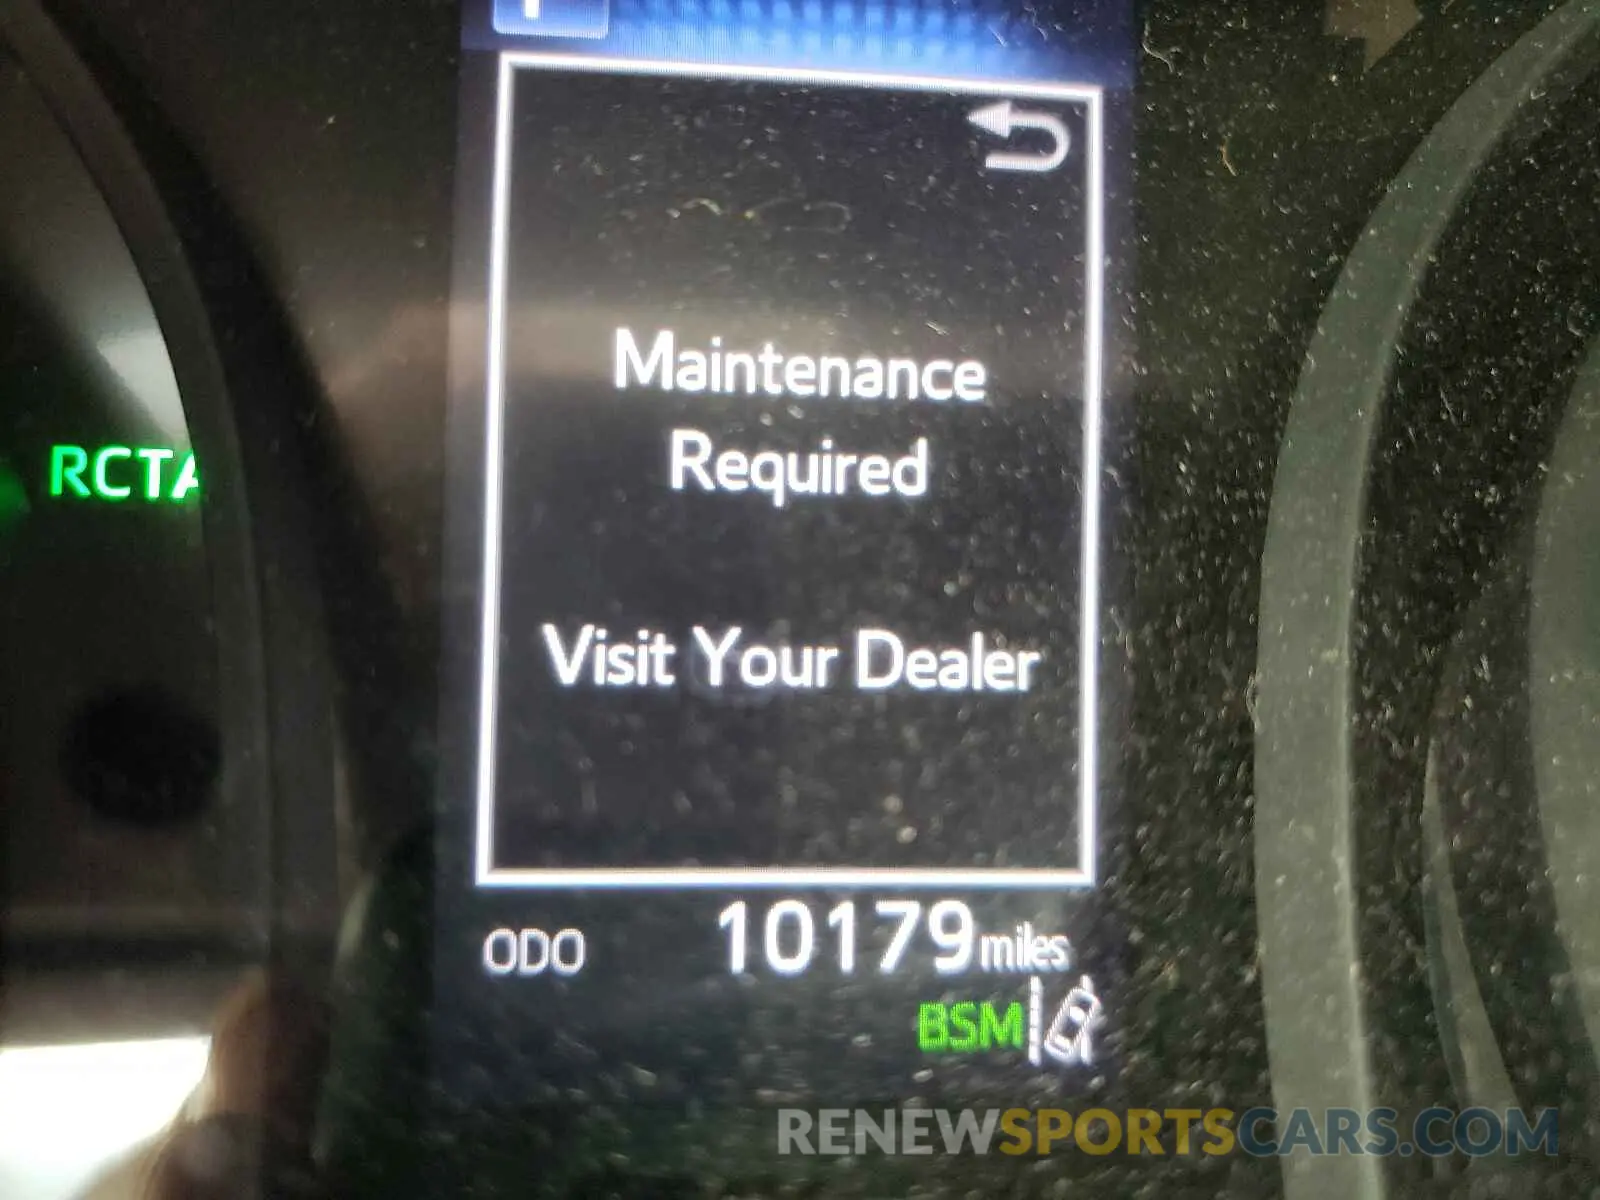 Maintenance
Required
Visit Your Dealer
RCTA
ODO 10179 miles
BSM
RENEWSPORTSCARS.COM